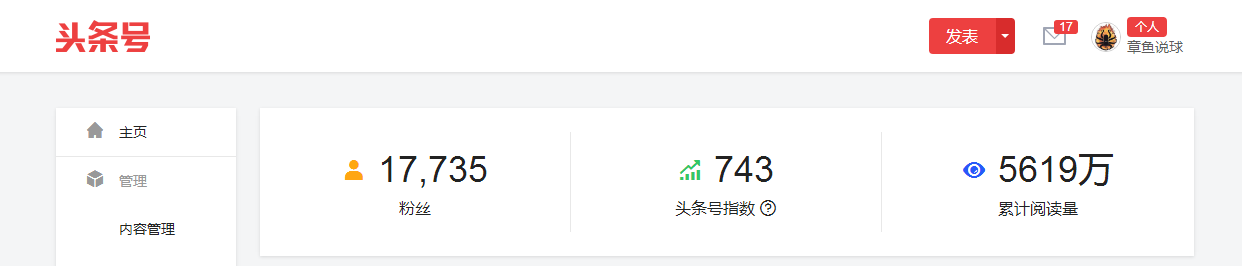 头条号
发表
17
个人
章鱼说球
主页
管理
内容管理
17,735
粉丝
743
头条号指数
5619万
累计阅读量